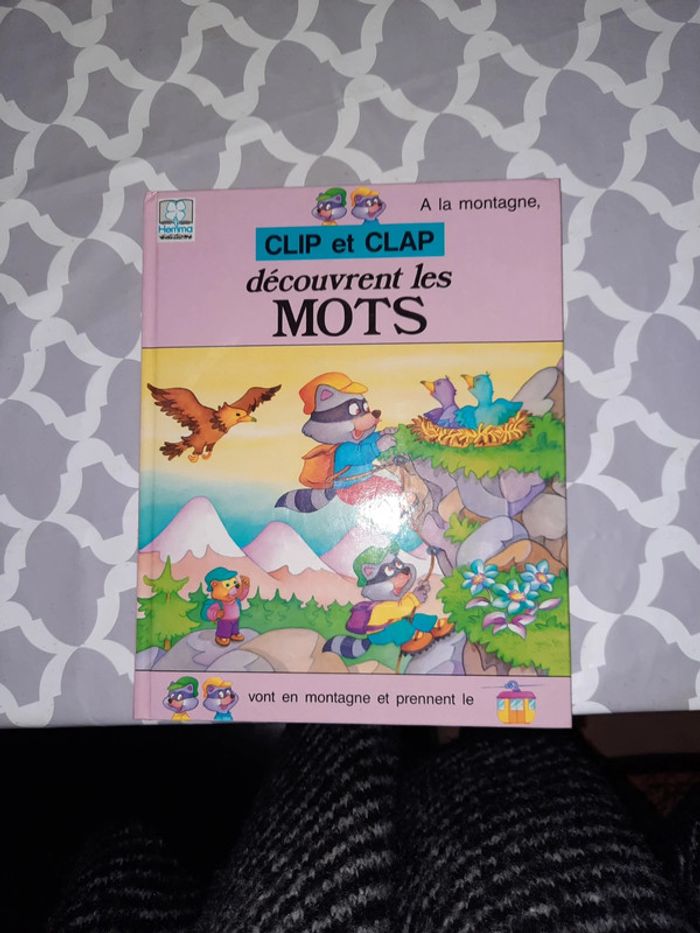 A la montagne,
Hemma
CLIP et CLAP
découvrent les
MOTS
vont en montagne et prennent le